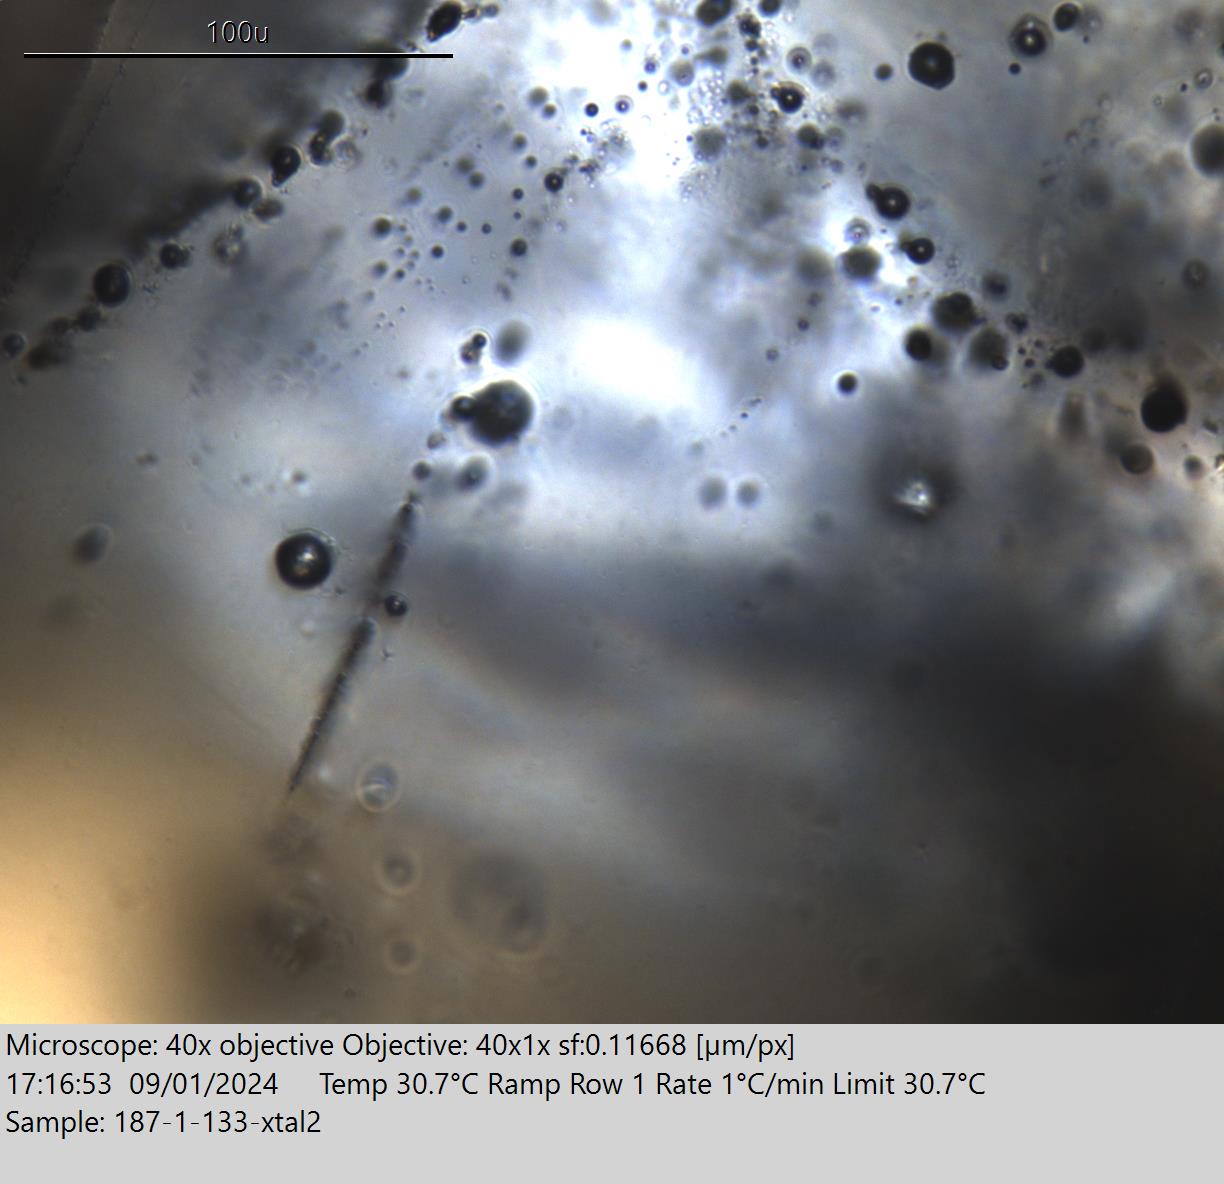 100u
Microscope: 40x objective Objective: 40x1x sf:0.11668 [µm/px]
17:16:53 09/01/2024 Temp 30.7°C Ramp Row 1 Rate 1°C/min Limit 30.7°C
Sample: 187-1-133-xtal2